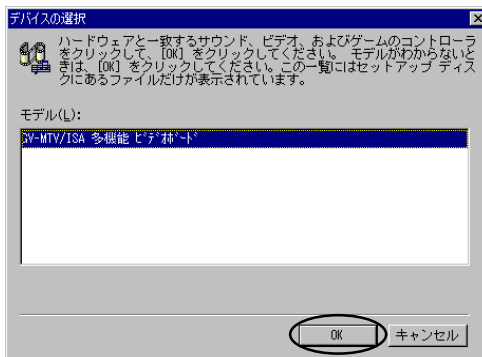 デバイスの選択
ハードウェアと一致するサウンド、ビデオ、およびゲームのコントローラ
をクリックして、[OK] をクリックしてください。 モデルがわからないと
きは、[OK] をクリックしてください。この一覧にはセットアップ ディス
クにあるファイルだけが表示されています。
モデル(L):
GV-MTV/ISA 多機能 ビデオボード
OK
キャンセル